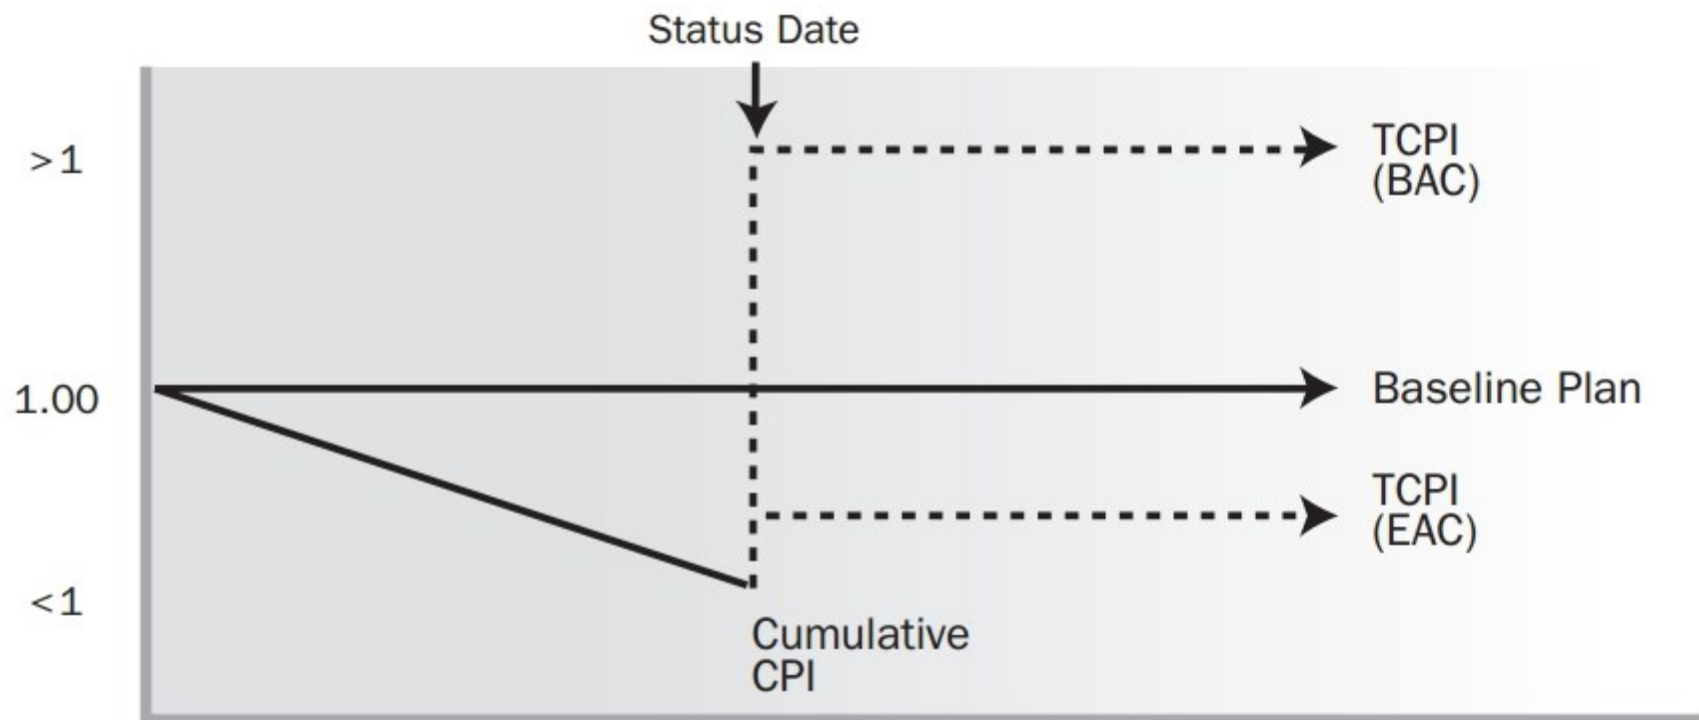 Status Date
>1
TCPI
(BAC)
1.00
Baseline Plan
TCPI
(EAC)
<1
Cumulative
CPI